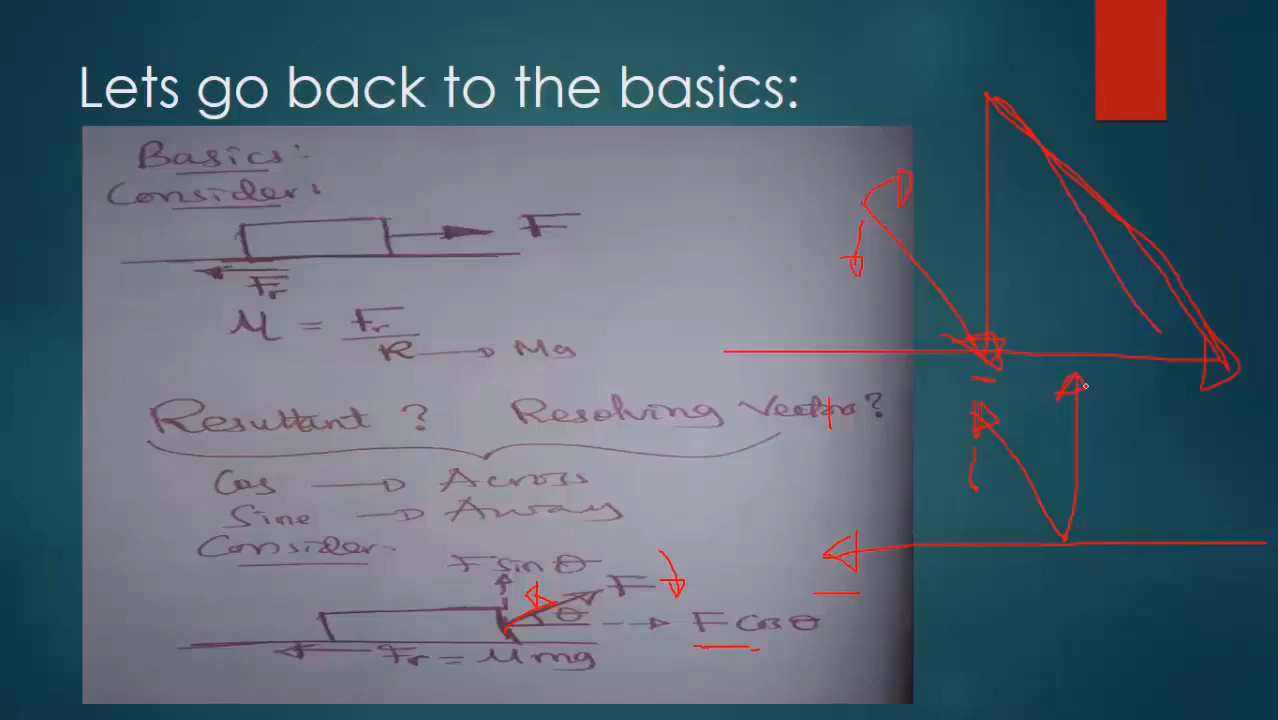 Lets go back to the basics:
Basics:
Consider:
F
Fr
μ = Fr / R → Mg
Resultant ? Resolving Vectors?
Cos → Across
Sine → Away
Consider
F sin θ
F
θ
F cos θ
Fr = μmg